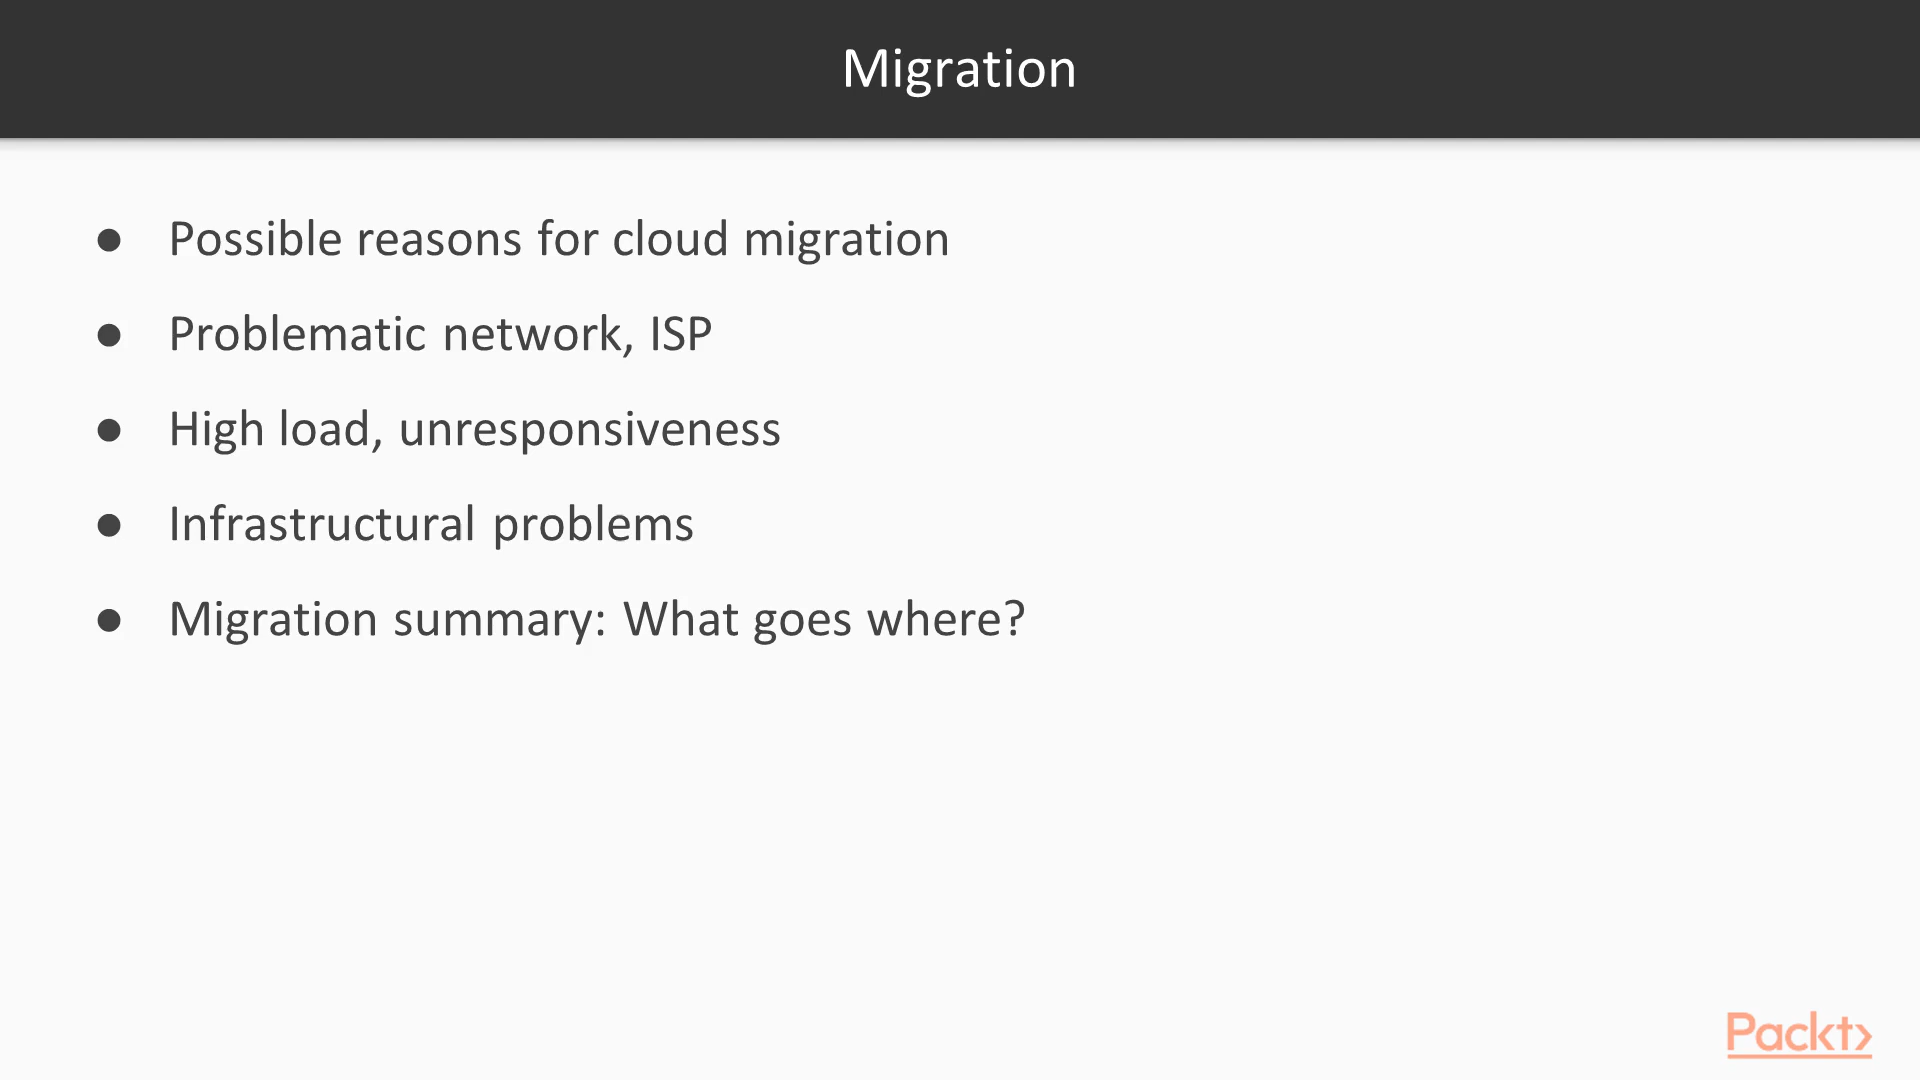 Migration
● Possible reasons for cloud migration
● Problematic network, ISP
● High load, unresponsiveness
● Infrastructural problems
● Migration summary: What goes where?
Packt>